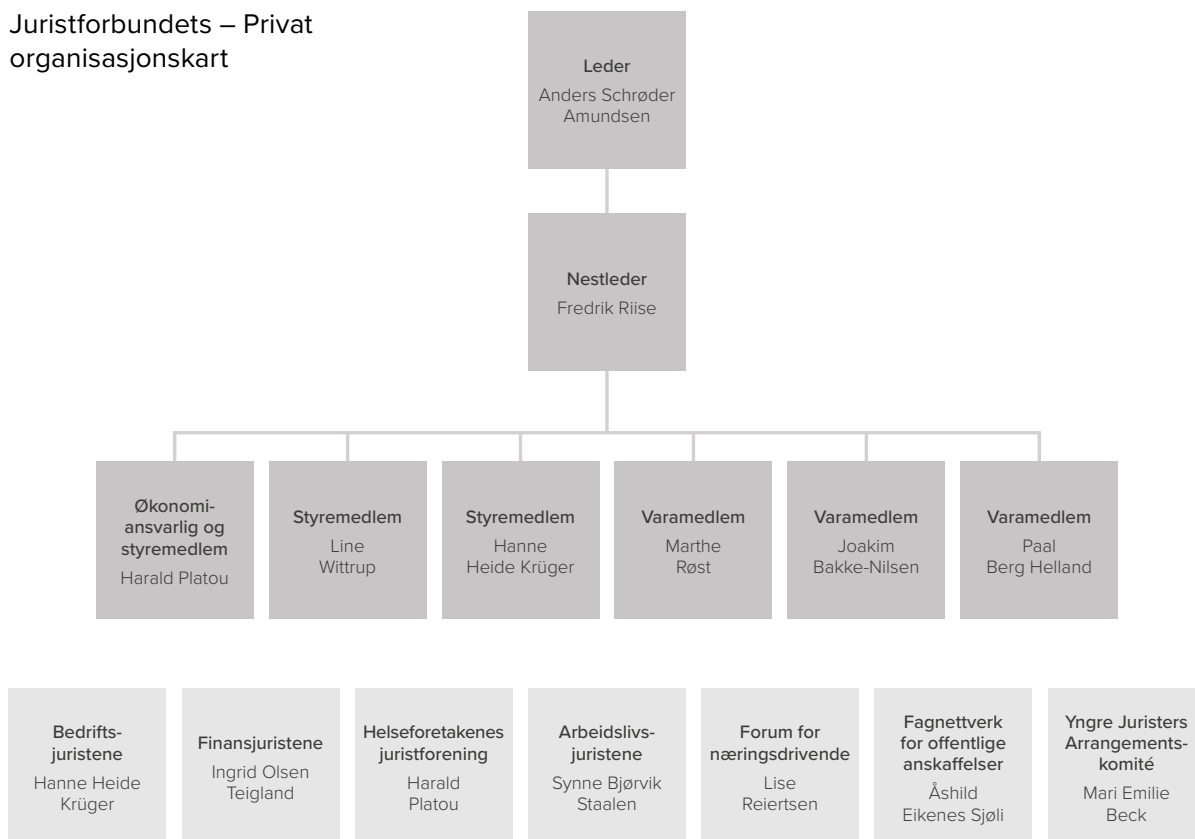 Juristforbundets – Privat
organisasjonskart
Leder
Anders Schrøder
Amundsen
Nestleder
Fredrik Riise
Økonomi-
ansvarlig og
styremedlem
Harald Platou
Styremedlem
Line
Wittrup
Styremedlem
Hanne
Heide Krüger
Varamedlem
Marthe
Røst
Varamedlem
Joakim
Bakke-Nilsen
Varamedlem
Paal
Berg Helland
Bedrifts-
juristene
Hanne Heide
Krüger
Finansjuristene
Ingrid Olsen
Teigland
Helseforetakenes
juristforening
Harald
Platou
Arbeidslivs-
juristene
Synne Bjørvik
Staalen
Forum for
næringsdrivende
Lise
Reiertsen
Fagnettverk
for offentlige
anskaffelser
Åshild
Eikenes Sjøli
Yngre Juristers
Arrangements-
komité
Mari Emilie
Beck